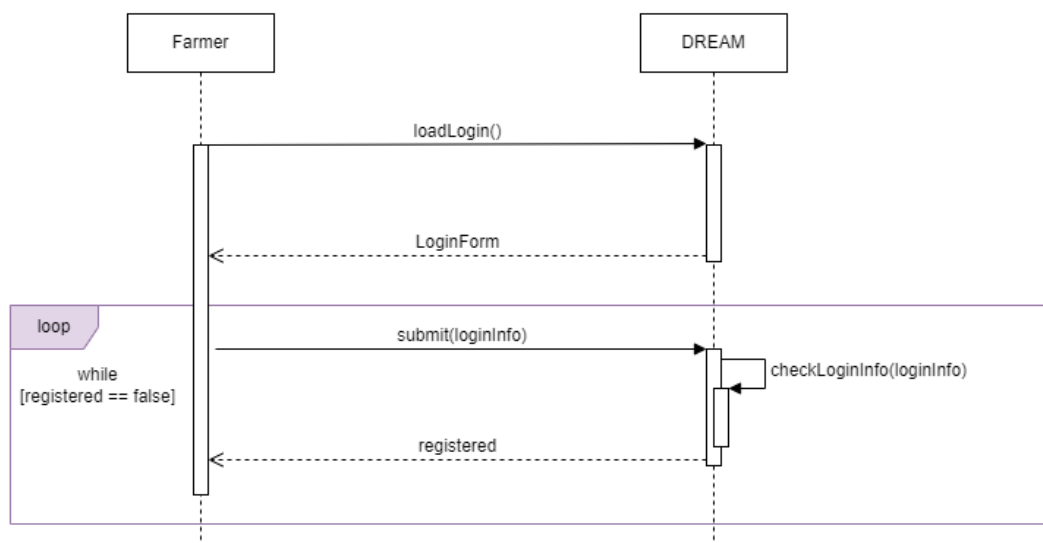 Farmer
DREAM
loadLogin()
LoginForm
loop
submit(loginInfo)
while
[registered == false]
checkLoginInfo(loginInfo)
registered